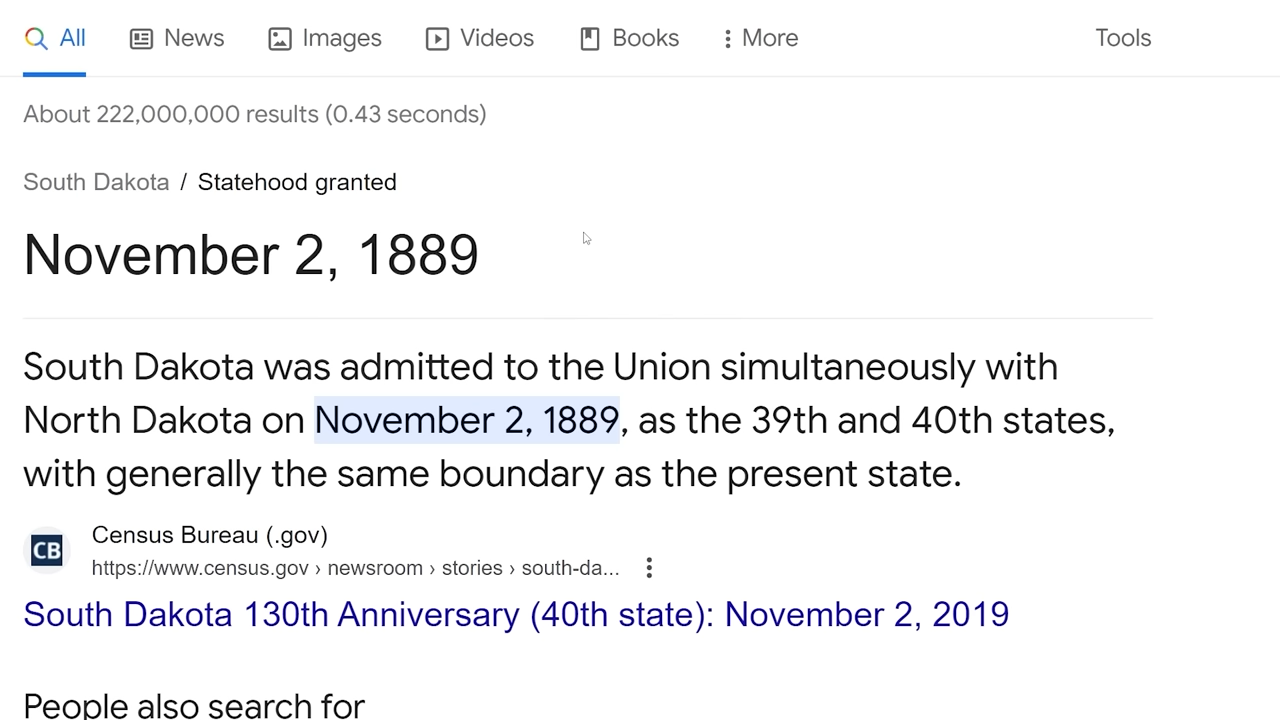 All News Images Videos Books More Tools
About 222,000,000 results (0.43 seconds)
South Dakota / Statehood granted
November 2, 1889
South Dakota was admitted to the Union simultaneously with
North Dakota on November 2, 1889, as the 39th and 40th states,
with generally the same boundary as the present state.
CB
Census Bureau (.gov)
https://www.census.gov › newsroom › stories › south-da...
South Dakota 130th Anniversary (40th state): November 2, 2019
People also search for